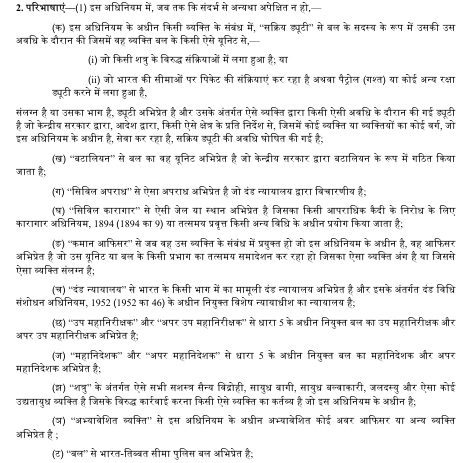 2. परिभाषाएं—(1) इस अधिनियम में, जब तक कि संदर्भ से अन्यथा अपेक्षित न हो,—
(क) इस अधिनियम के अधीन किसी व्यक्ति के संबंध में, “सक्रिय ड्यूटी” से बल के सदस्य के रूप में उसकी उस
अवधि के दौरान की जिसमें वह व्यक्ति बल के किसी ऐसे यूनिट से,—
(i) जो किसी शत्रु के विरुद्ध संक्रियाओं में लगा हुआ है; या
(ii) जो भारत की सीमाओं पर पिकेट की संक्रियाएं कर रहा है अथवा पैट्रोल (गश्त) या कोई अन्य रक्षा
ड्यूटी करने में लगा हुआ है,
संलग्न है या उसका भाग है, ड्यूटी अभिप्रेत है और उसके अंतर्गत ऐसे व्यक्ति द्वारा किसी ऐसी अवधि के दौरान की गई ड्यूटी
है जो केन्द्रीय सरकार द्वारा, आदेश द्वारा, किसी ऐसे क्षेत्र के प्रति निर्देश से, जिसमें कोई व्यक्ति या व्यक्तियों का कोई वर्ग, जो
इस अधिनियम के अधीन है, सेवा कर रहा है, सक्रिय ड्यूटी की अवधि घोषित की गई है;
(ख) “बटालियन” से बल का वह यूनिट अभिप्रेत है जो केन्द्रीय सरकार द्वारा बटालियन के रूप में गठित किया
जाता है;
(ग) “सिविल अपराध” से ऐसा अपराध अभिप्रेत है जो दंड न्यायालय द्वारा विचारणीय है;
(घ) “सिविल कारागार” से ऐसी जेल या स्थान अभिप्रेत है जिसका किसी आपराधिक कैदी के निरोध के लिए
कारागार अधिनियम, 1894 (1894 का 9) या तत्समय प्रवृत्त किसी अन्य विधि के अधीन प्रयोग किया जाता है;
(ङ) “कमान आफिसर” से जब वह उस व्यक्ति के संबंध में प्रयुक्त हो जो इस अधिनियम के अधीन है, वह आफिसर
अभिप्रेत है जो उस यूनिट या बल के किसी प्रभाग का तत्समय समादेशन कर रहा हो जिसका ऐसा व्यक्ति अंग है या जिससे
ऐसा व्यक्ति संलग्न है;
(च) “दंड न्यायालय” से भारत के किसी भाग में का मामूली दंड न्यायालय अभिप्रेत है और इसके अंतर्गत दंड विधि
संशोधन अधिनियम, 1952 (1952 का 46) के अधीन नियुक्त विशेष न्यायाधीश का न्यायालय है;
(छ) “उप महानिरीक्षक” और “अपर उप महानिरीक्षक” से धारा 5 के अधीन नियुक्त बल का उप महानिरीक्षक और
अपर उप महानिरीक्षक अभिप्रेत है;
(ज) “महानिदेशक” और “अपर महानिदेशक” से धारा 5 के अधीन नियुक्त बल का महानिदेशक और अपर
महानिदेशक अभिप्रेत है;
(झ) “शत्रु” के अंतर्गत ऐसे सभी सशस्त्र सैन्य विद्रोही, सायुध बागी, सायुध बल्वाकारी, जलदस्यु और ऐसा कोई
उद्यतायुध व्यक्ति है जिसके विरुद्ध कार्रवाई करना किसी ऐसे व्यक्ति का कर्तव्य है जो इस अधिनियम के अधीन है;
(ञ) “अभ्यावेशित व्यक्ति” से इस अधिनियम के अधीन अभ्यावेशित कोई अवर आफिसर या अन्य व्यक्ति
अभिप्रेत है ;
(ट) “बल” से भारत-तिब्बत सीमा पुलिस बल अभिप्रेत है;